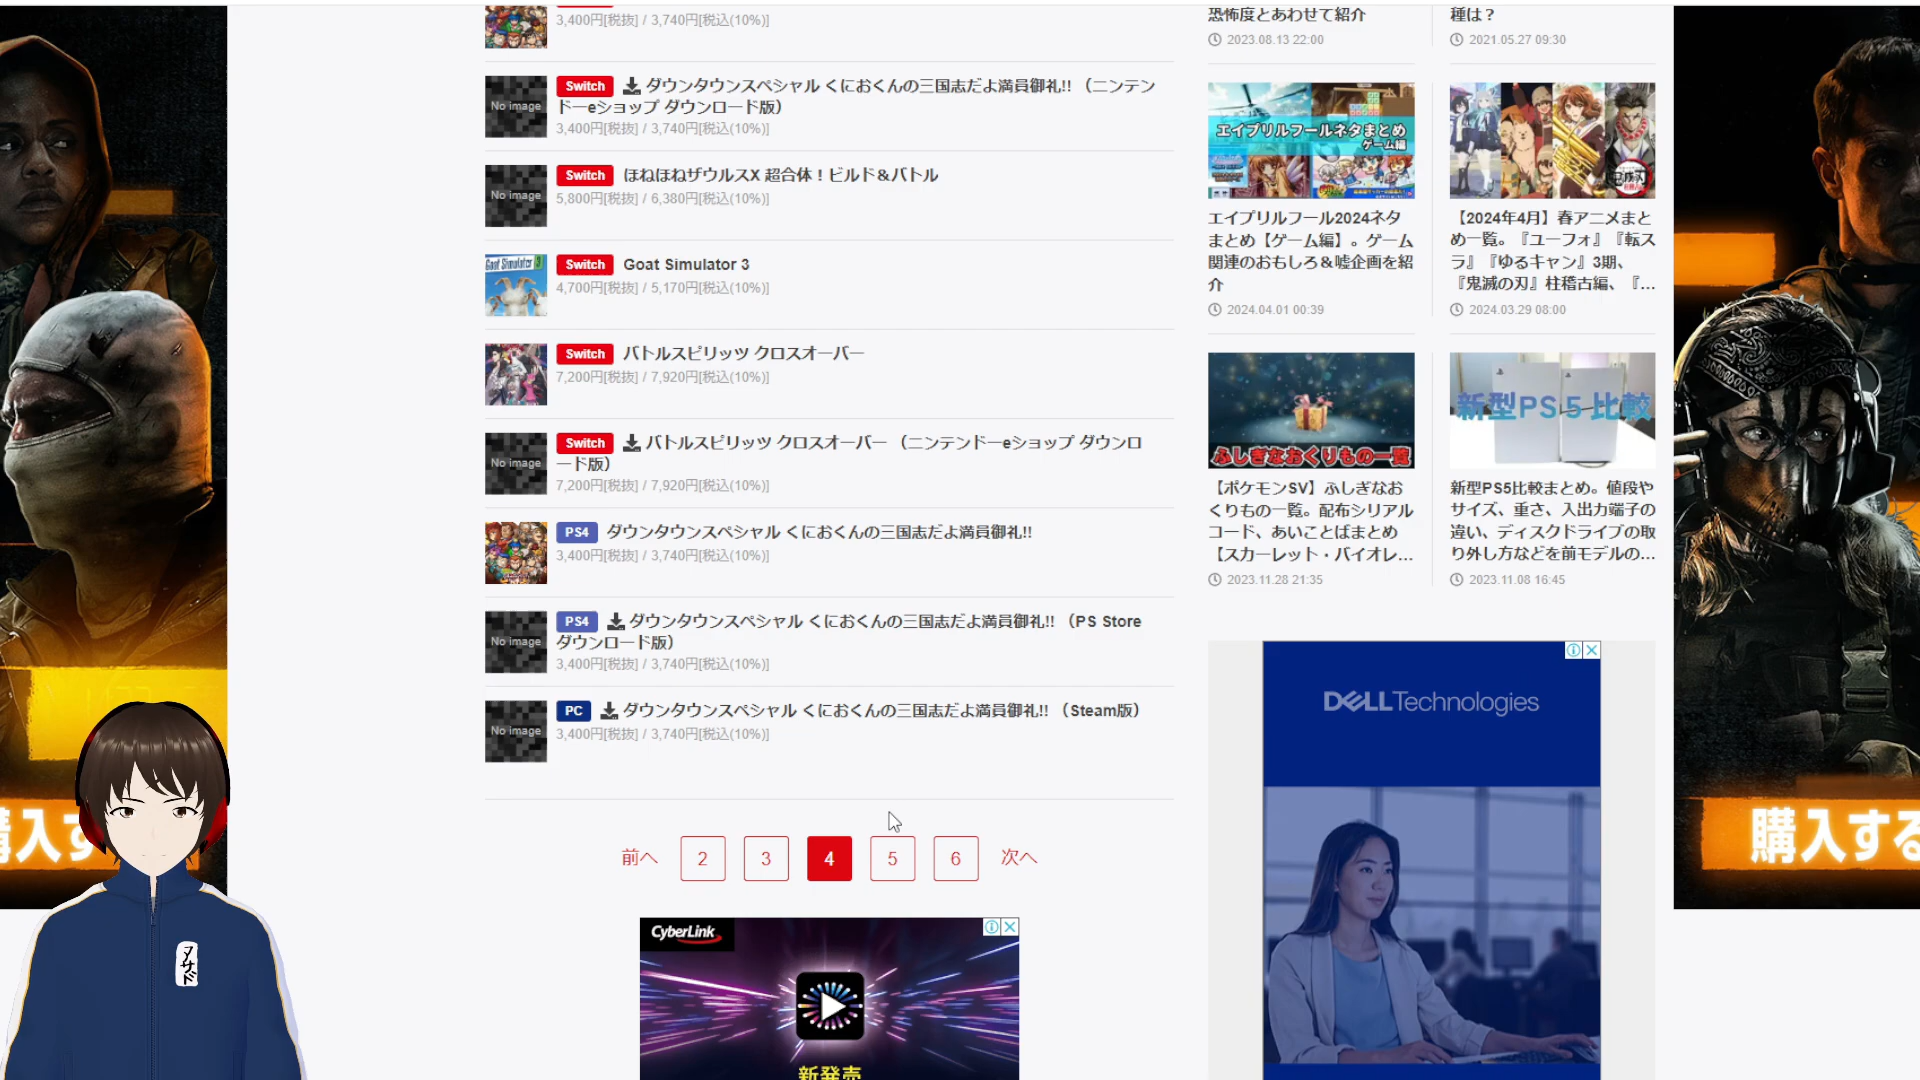 3,400円[税抜] / 3,740円[税込(10%)]
No image
Switch ダウンタウンスペシャル くにおくんの三国志だよ満員御礼!! （ニンテン
ドーeショップ ダウンロード版）
3,400円[税抜] / 3,740円[税込(10%)]
No image
Switch ほねほねザウルスX 超合体！ビルド＆バトル
5,800円[税抜] / 6,380円[税込(10%)]
Goat Simulator 3
Switch Goat Simulator 3
4,700円[税抜] / 5,170円[税込(10%)]
Switch バトルスピリッツ クロスオーバー
7,200円[税抜] / 7,920円[税込(10%)]
No image
Switch バトルスピリッツ クロスオーバー （ニンテンドーeショップ ダウンロ
ード版）
7,200円[税抜] / 7,920円[税込(10%)]
PS4 ダウンタウンスペシャル くにおくんの三国志だよ満員御礼!!
3,400円[税抜] / 3,740円[税込(10%)]
No image
PS4 ダウンタウンスペシャル くにおくんの三国志だよ満員御礼!! （PS Store
ダウンロード版）
3,400円[税抜] / 3,740円[税込(10%)]
No image
PC ダウンタウンスペシャル くにおくんの三国志だよ満員御礼!! （Steam版）
3,400円[税抜] / 3,740円[税込(10%)]
前へ 2 3 4 5 6 次へ
CyberLink
新発売
恐怖度とあわせて紹介
2023.08.13 22:00
種は？
2021.05.27 09:30
エイプリルフールネタまとめ
ゲーム編
エイプリルフール2024ネタ
まとめ【ゲーム編】。ゲーム
関連のおもしろ＆嘘企画を紹
介
2024.04.01 00:39
【2024年4月】春アニメまと
め一覧。『ユーフォ』『転ス
ラ』『ゆるキャン』3期、
『鬼滅の刃』柱稽古編、『…
2024.03.29 08:00
ふしぎなおくりもの一覧
【ポケモンSV】ふしぎなお
くりもの一覧。配布シリアル
コード、あいことばまとめ
【スカーレット・バイオレ…
2023.11.28 21:35
新型PS5比較
新型PS5比較まとめ。値段や
サイズ、重さ、入出力端子の
違い、ディスクドライブの取
り外し方などを前モデルの…
2023.11.08 16:45
DELLTechnologies
購入す
購入する